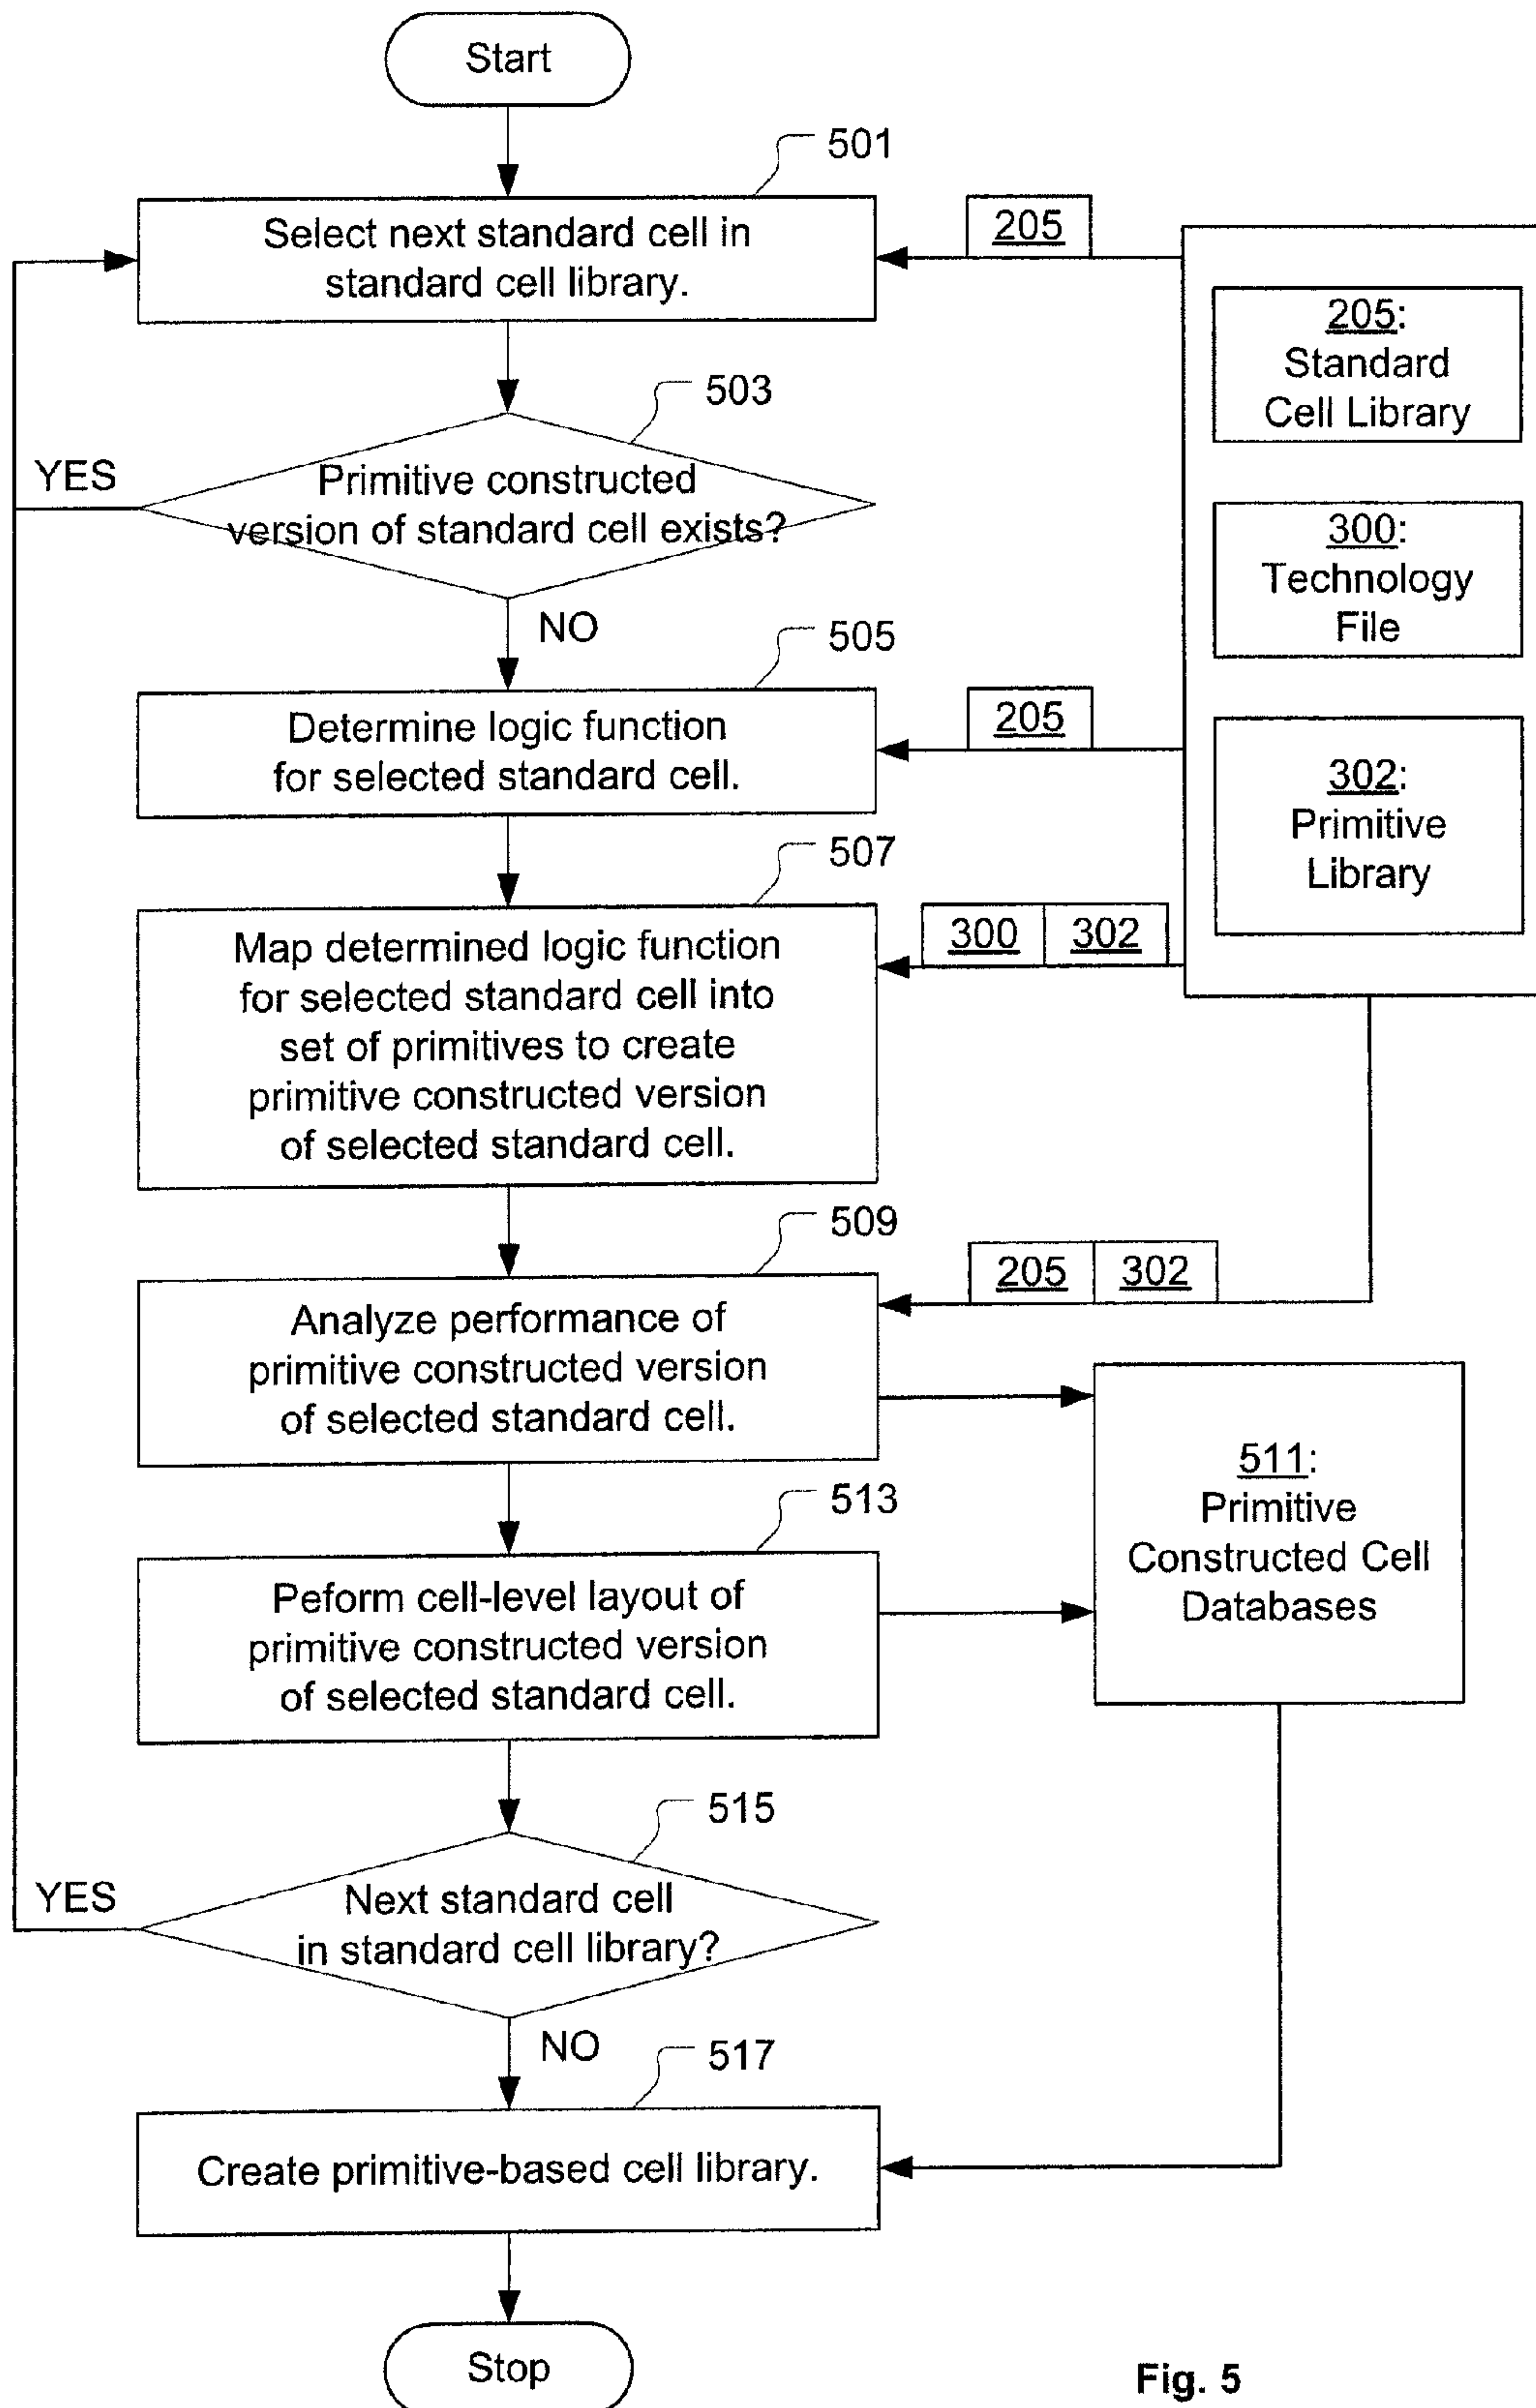 Start
501
Select next standard cell in
standard cell library.
205
205:
Standard
Cell Library
503
YES
Primitive constructed
version of standard cell exists?
300:
Technology
File
NO
505
Determine logic function
for selected standard cell.
205
302:
Primitive
Library
507
Map determined logic function
for selected standard cell into
set of primitives to create
primitive constructed version
of selected standard cell.
300 302
509
Analyze performance of
primitive constructed version
of selected standard cell.
205 302
511:
Primitive
Constructed Cell
Databases
513
Peform cell-level layout of
primitive constructed version
of selected standard cell.
515
YES
Next standard cell
in standard cell library?
NO
517
Create primitive-based cell library.
Stop
Fig. 5